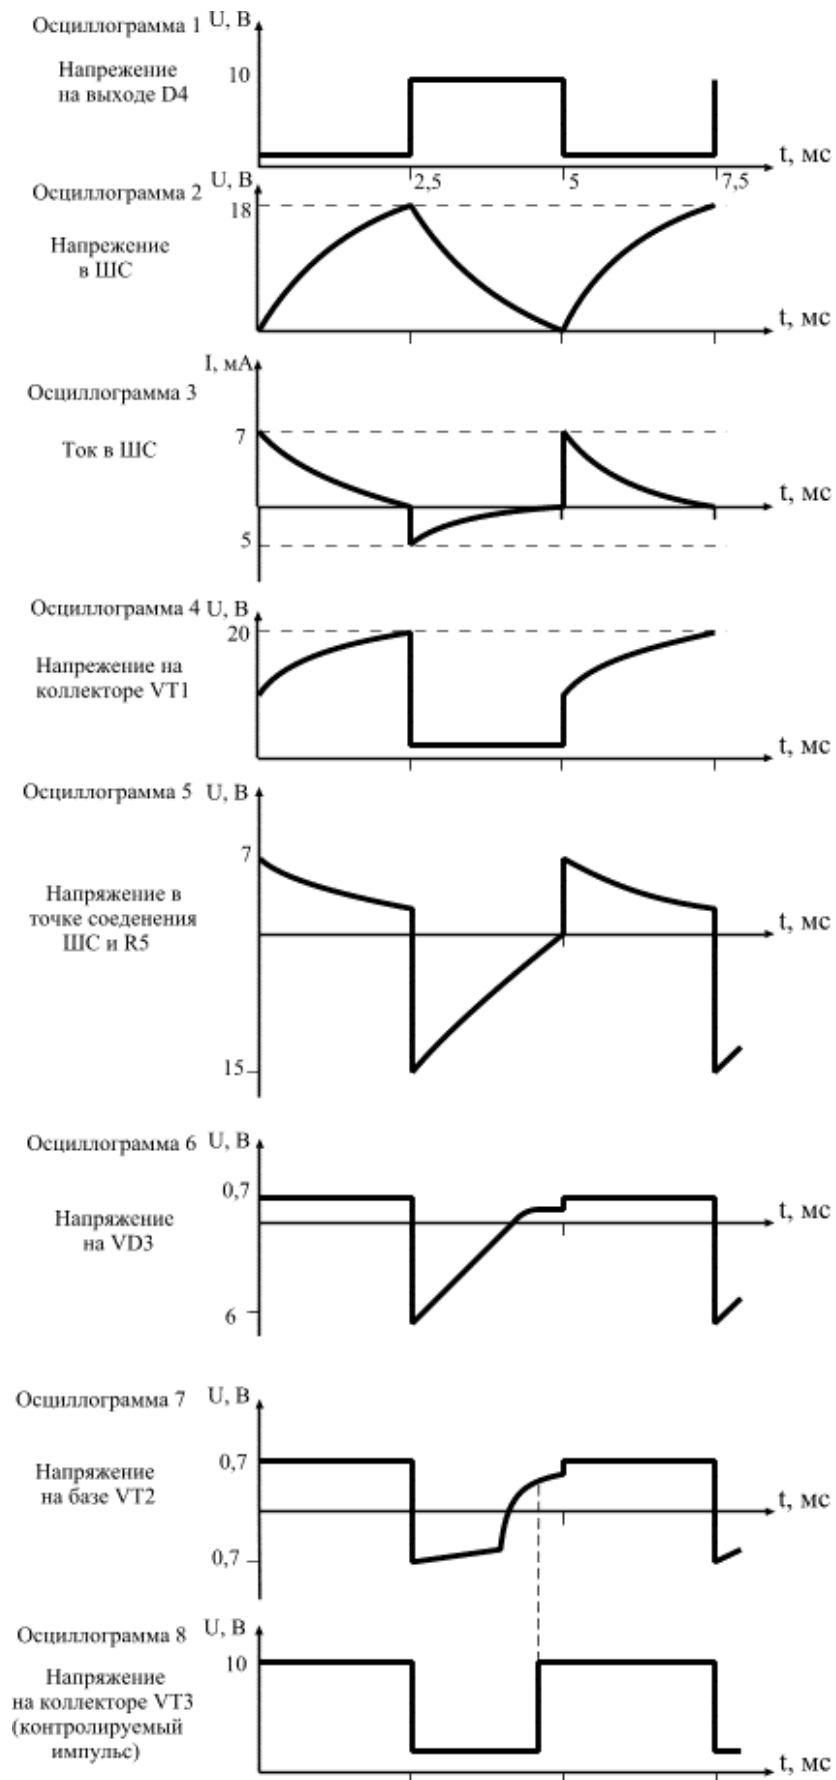 Осциллограмма 1 U, В
Напрежение
на выходе D4
10
t, мс
2,5
5
7,5
Осциллограмма 2 U, В
18
Напрежение
в ШС
t, мс
I, мА
Осциллограмма 3
7
Ток в ШС
t, мс
5
Осциллограмма 4 U, В
20
Напрежение на
коллекторе VT1
t, мс
Осциллограмма 5 U, В
7
Напряжение в
точке соеденения
ШС и R5
t, мс
15
Осциллограмма 6 U, В
0,7
Напряжение
на VD3
t, мс
6
Осциллограмма 7 U, В
0,7
Напряжение
на базе VT2
t, мс
0,7
Осциллограмма 8 U, В
10
Напряжение
на коллекторе VT3
(контролируемый
импульс)
t, мс